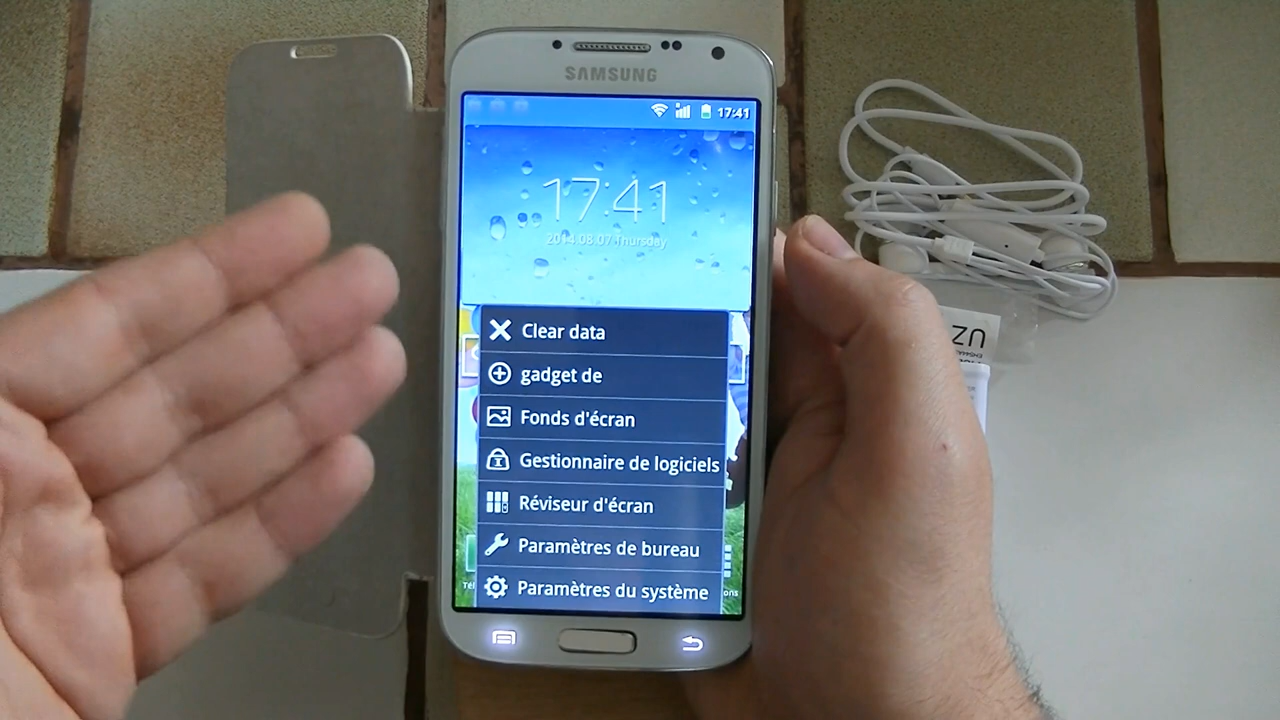 SAMSUNG
17:41
17:41
2014.08.07 Thursday
Clear data
gadget de
Fonds d'écran
Gestionnaire de logiciels
Réviseur d'écran
Paramètres de bureau
Paramètres du système
ZU